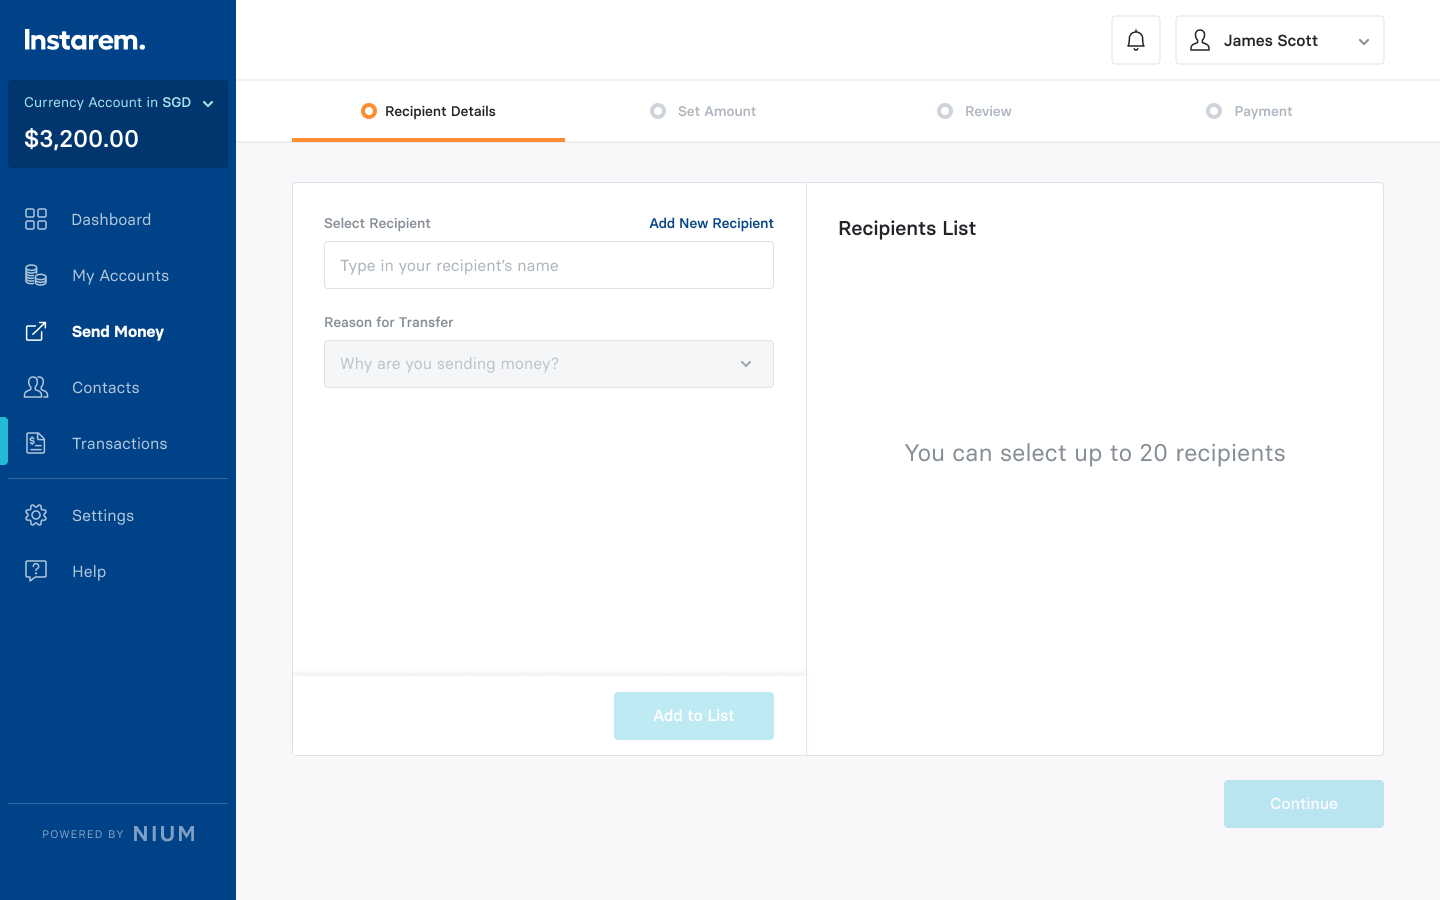 Instarem.
Currency Account in SGD
$3,200.00
Dashboard
My Accounts
Send Money
Contacts
Transactions
Settings
Help
POWERED BY NIUM
James Scott
Recipient Details
Set Amount
Review
Payment
Select Recipient
Add New Recipient
Type in your recipient's name
Reason for Transfer
Why are you sending money?
Add to List
Recipients List
You can select up to 20 recipients
Continue